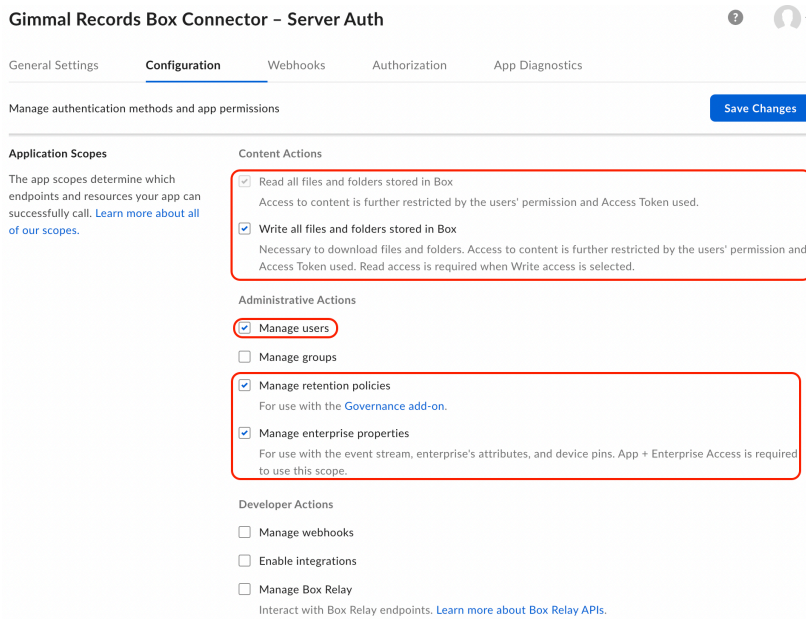 Gimmal Records Box Connector – Server Auth
?
General Settings
Configuration
Webhooks
Authorization
App Diagnostics
Manage authentication methods and app permissions
Save Changes
Application Scopes
The app scopes determine which
endpoints and resources your app can
successfully call. Learn more about all
of our scopes.
Content Actions
Read all files and folders stored in Box
Access to content is further restricted by the users' permission and Access Token used.
Write all files and folders stored in Box
Necessary to download files and folders. Access to content is further restricted by the users' permission and
Access Token used. Read access is required when Write access is selected.
Administrative Actions
Manage users
Manage groups
Manage retention policies
For use with the Governance add-on.
Manage enterprise properties
For use with the event stream, enterprise's attributes, and device pins. App + Enterprise Access is required
to use this scope.
Developer Actions
Manage webhooks
Enable integrations
Manage Box Relay
Interact with Box Relay endpoints. Learn more about Box Relay APIs.